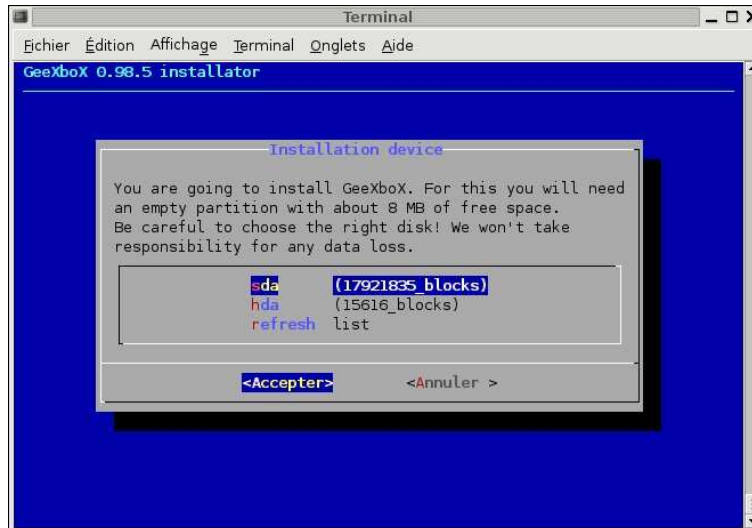 Terminal
Fichier Édition Affichage Terminal Onglets Aide
GeeXboX 0.98.5 installator
Installation device
You are going to install GeeXboX. For this you will need
an empty partition with about 8 MB of free space.
Be careful to choose the right disk! We won't take
responsibility for any data loss.
sda (17921835_blocks)
hda (15616_blocks)
refresh list
<Accepter> <Annuler >